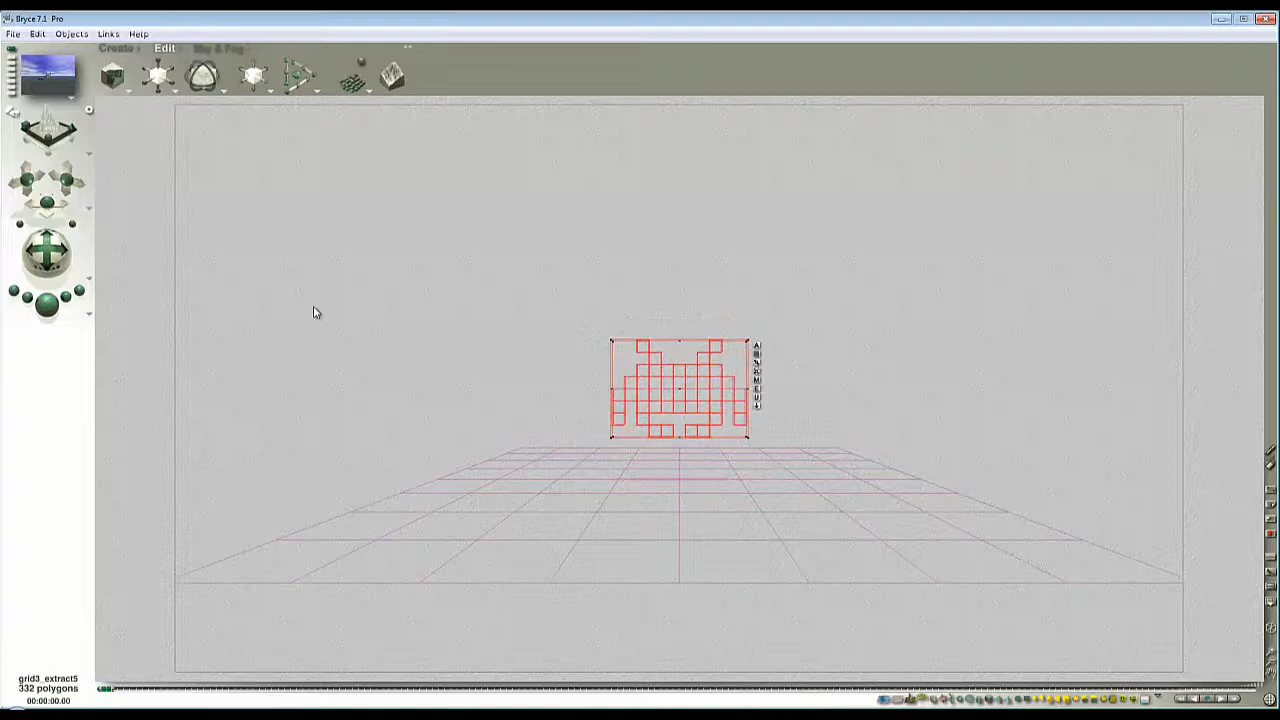 Bryce 7.1 Pro
File Edit Objects Links Help
Create Edit Sky & Fog
A
M
grid3_extract5
332 polygons
00:00:00.00